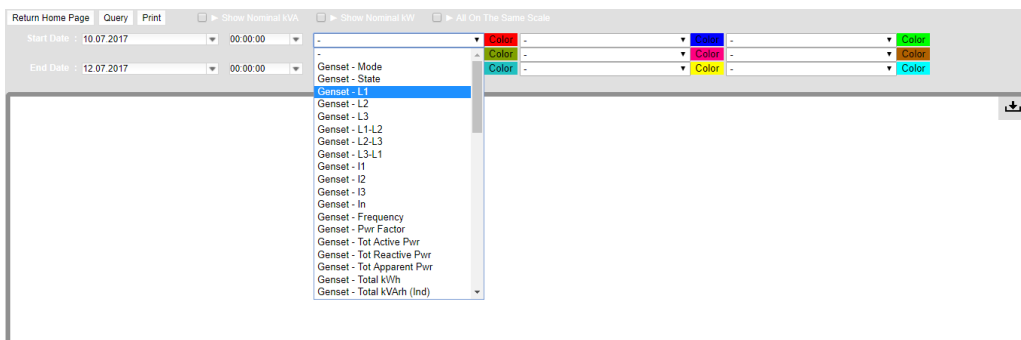 Return Home Page Query Print ► Show Nominal kVA ► Show Nominal kW ► All On The Same Scale
Start Date : 10.07.2017 00:00:00 - Color - Color - Color
- Color - Color - Color
End Date : 12.07.2017 00:00:00 Color - Color - Color
Genset - Mode
Genset - State
Genset - L1
Genset - L2
Genset - L3
Genset - L1-L2
Genset - L2-L3
Genset - L3-L1
Genset - I1
Genset - I2
Genset - I3
Genset - In
Genset - Frequency
Genset - Pwr Factor
Genset - Tot Active Pwr
Genset - Tot Reactive Pwr
Genset - Tot Apparent Pwr
Genset - Total kWh
Genset - Total kVArh (Ind)